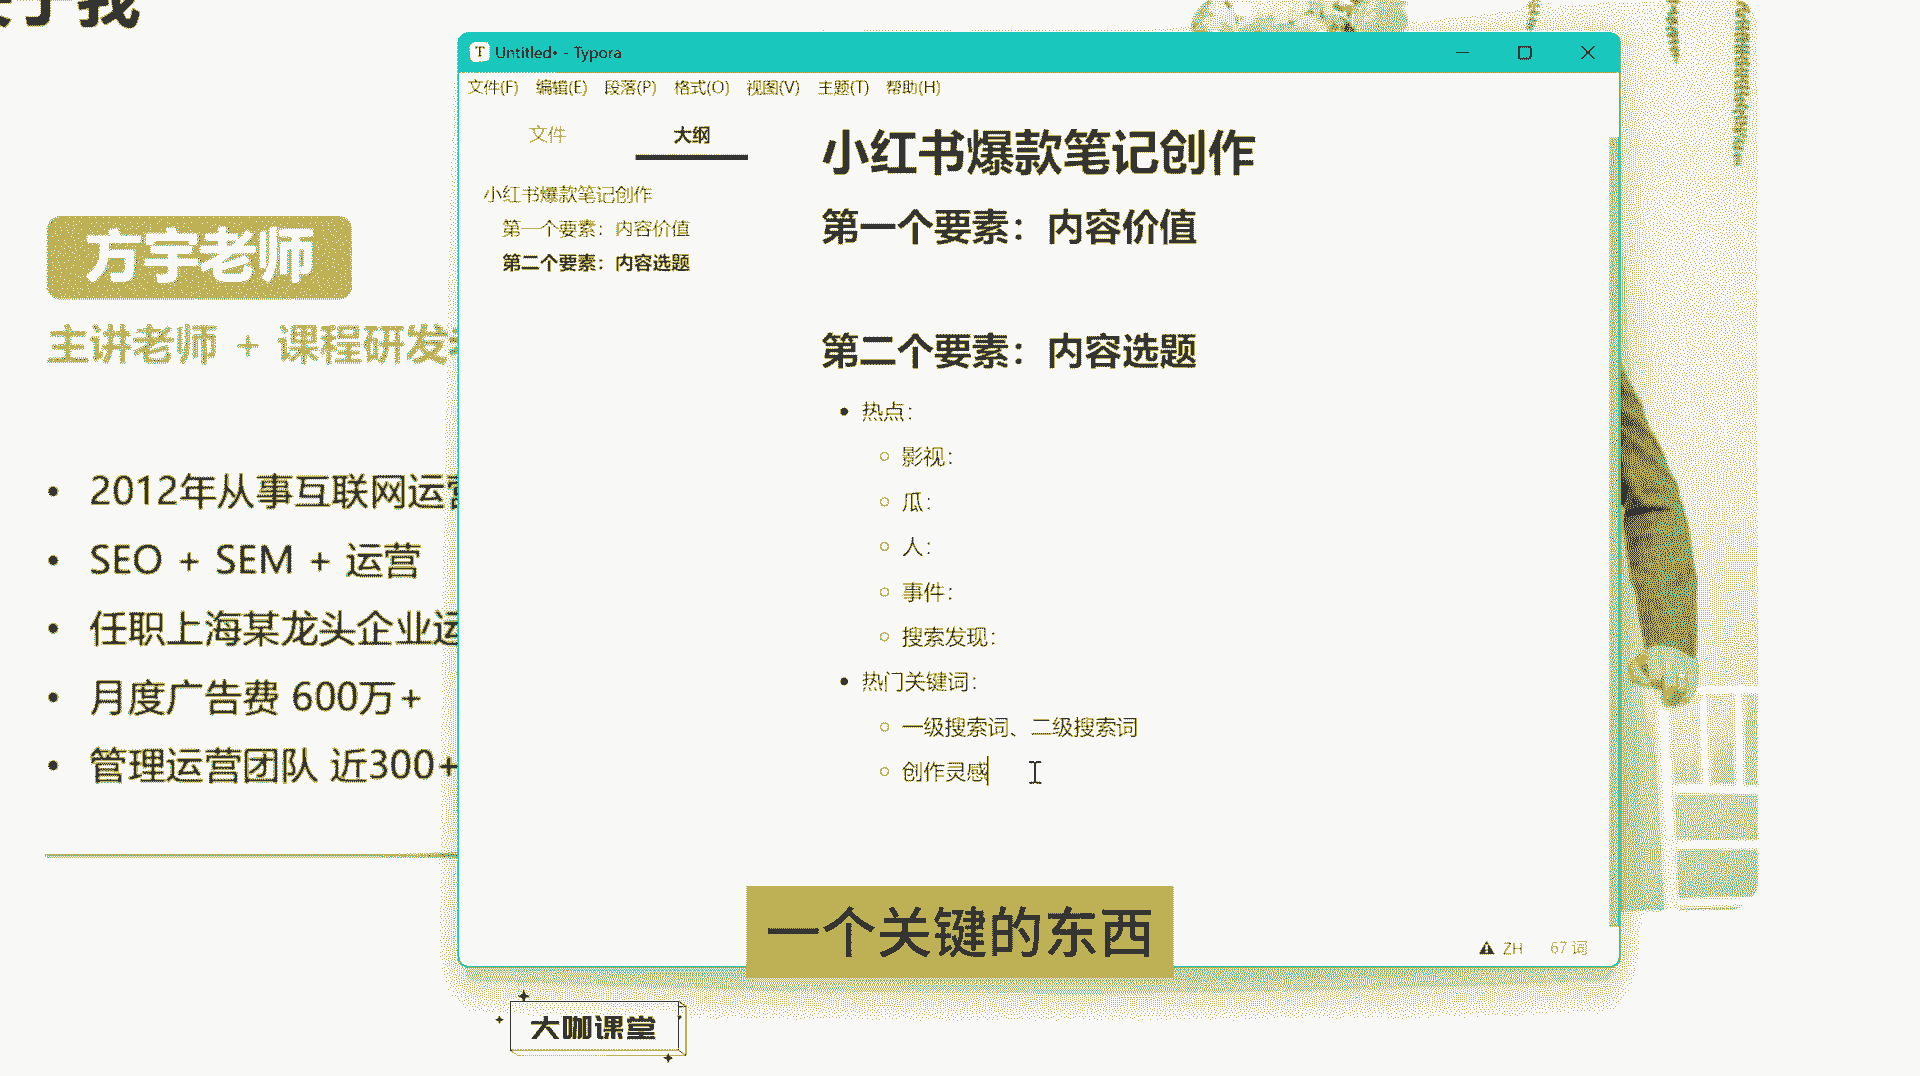 于我
Untitled• - Typora
文件(F) 编辑(E) 段落(P) 格式(O) 视图(V) 主题(T) 帮助(H)
文件 大纲
小红书爆款笔记创作
第一个要素：内容价值
第二个要素：内容选题
小红书爆款笔记创作
第一个要素：内容价值
第二个要素：内容选题
• 热点：
○ 影视：
○ 瓜：
○ 人：
○ 事件：
○ 搜索发现：
• 热门关键词：
○ 一级搜索词、二级搜索词
○ 创作灵感
方宇老师
主讲老师 + 课程研发
• 2012年从事互联网运营
• SEO + SEM + 运营
• 任职上海某龙头企业运
• 月度广告费 600万+
• 管理运营团队 近300+
一个关键的东西
ZH 67 词
大咖课堂